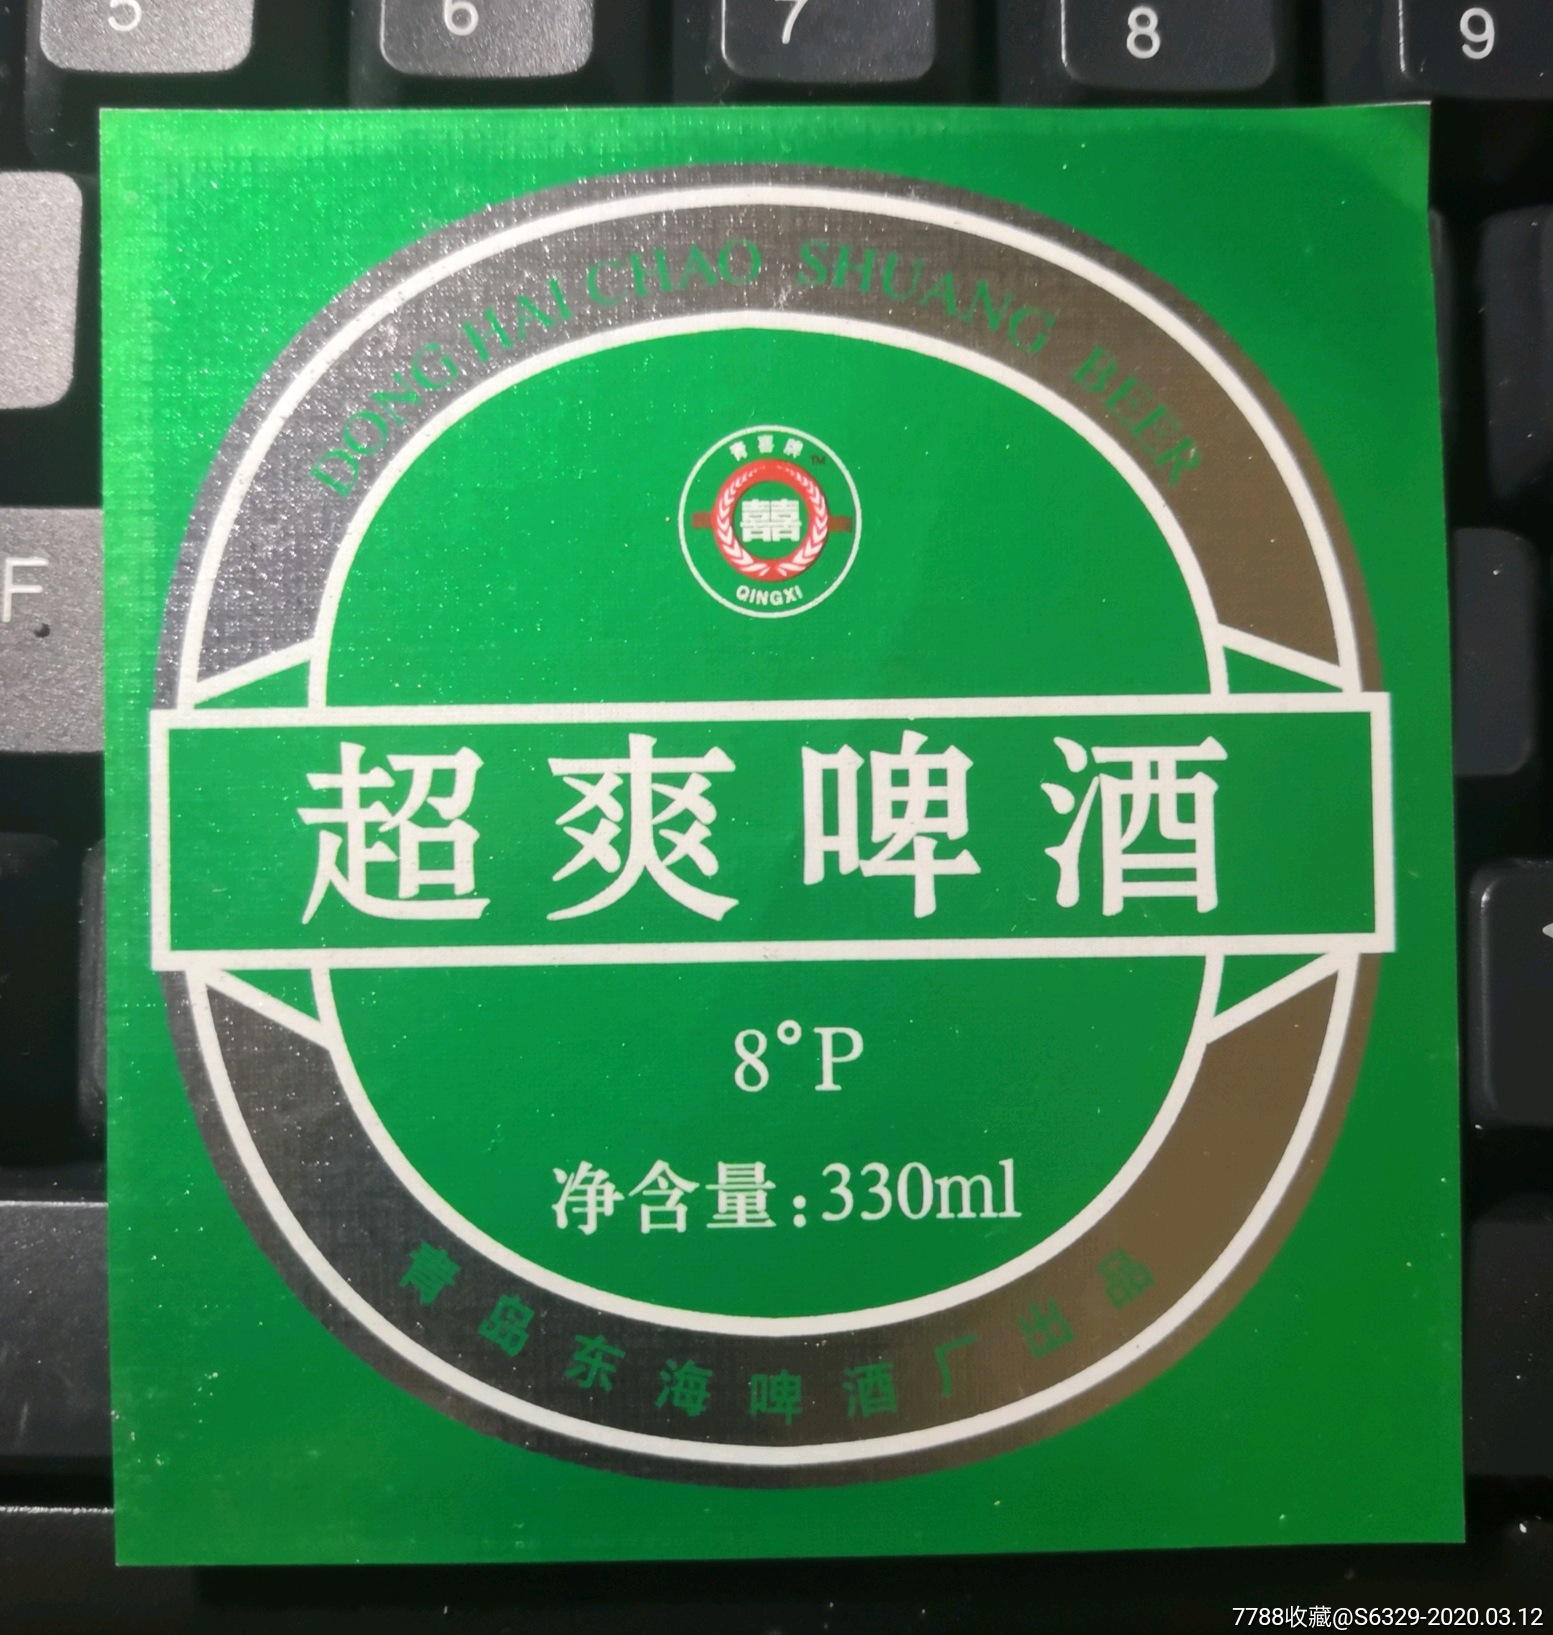 5 6 7 8 9
F
DONG HAI CHAO SHUANG BEER
青喜牌 TM
囍
QINGXI
超爽啤酒
8°P
净含量:330ml
青岛东海啤酒厂出品
7788收藏@S6329-2020.03.12